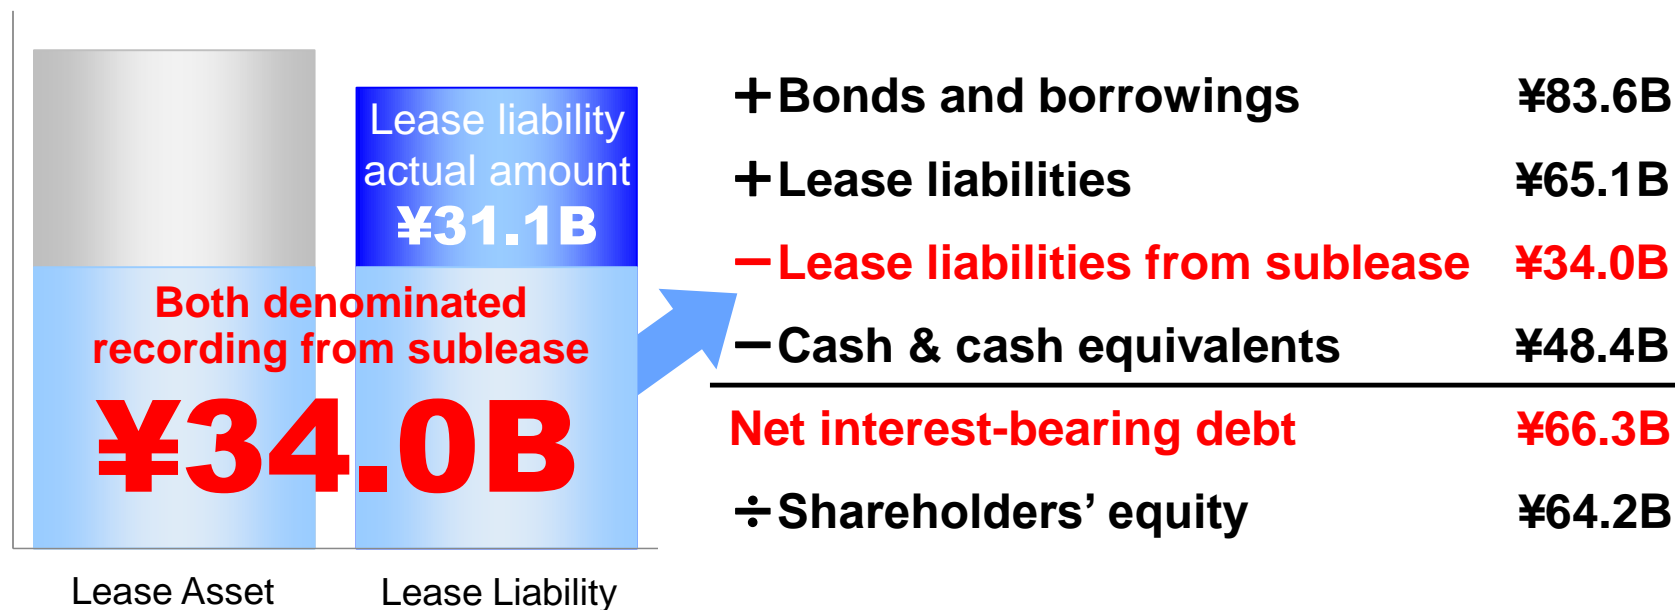 Lease liability
actual amount
¥31.1B
Both denominated
recording from sublease
¥34.0B
Lease Asset
Lease Liability
+Bonds and borrowings ¥83.6B
+Lease liabilities ¥65.1B
−Lease liabilities from sublease ¥34.0B
−Cash & cash equivalents ¥48.4B
Net interest-bearing debt ¥66.3B
÷Shareholders’ equity ¥64.2B